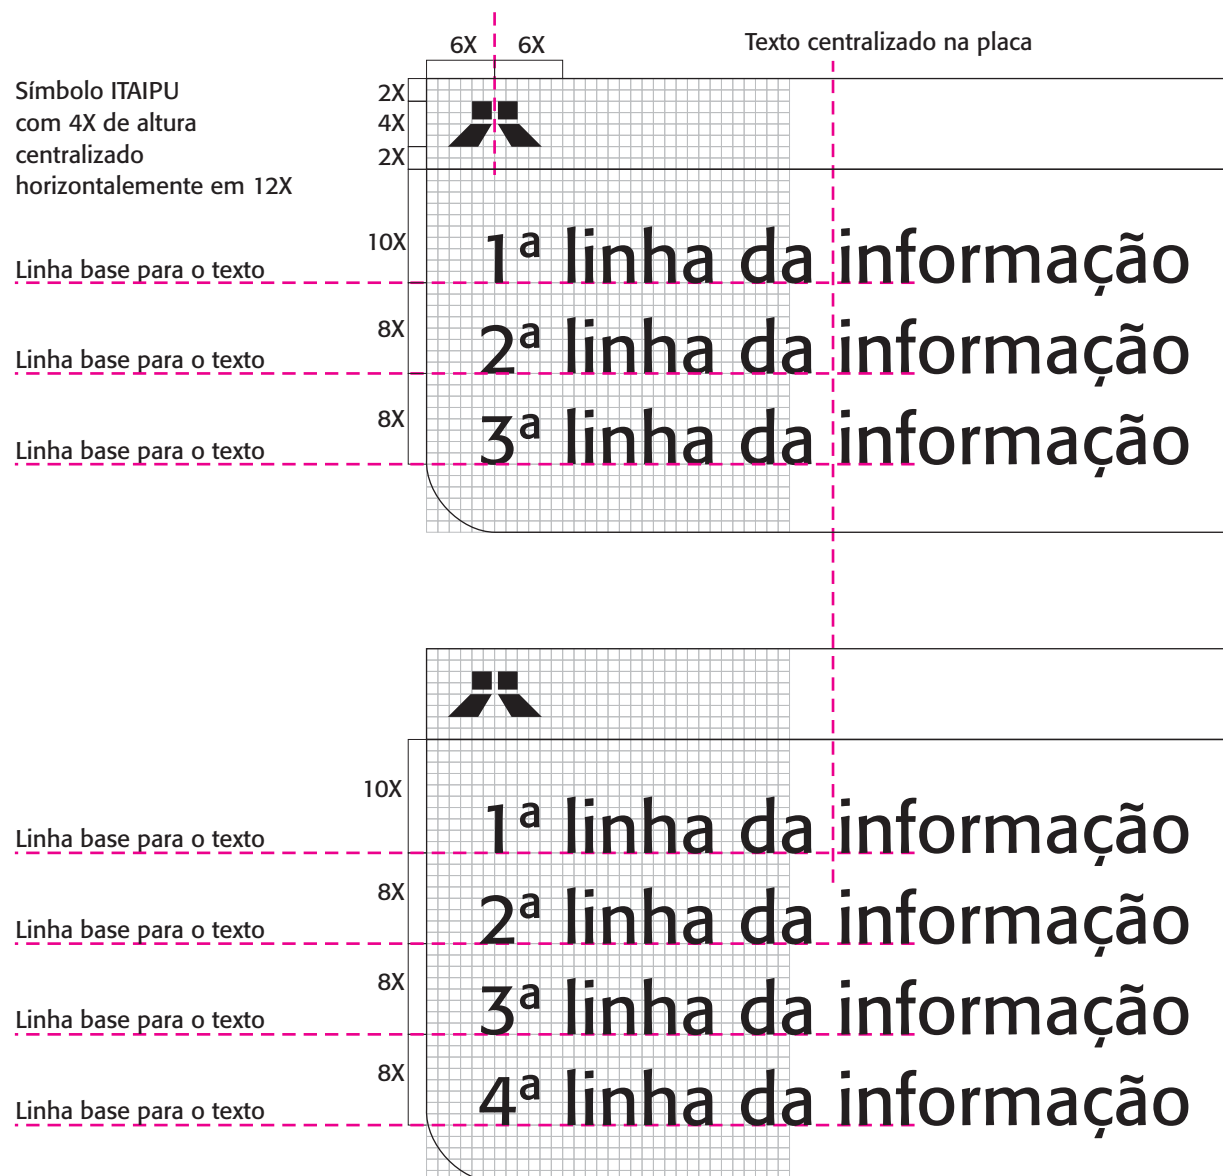 6X 6X
Texto centralizado na placa
Símbolo ITAIPU
com 4X de altura
centralizado
horizontalemente em 12X
2X
4X
2X
10X
1ª linha da informação
Linha base para o texto
8X
2ª linha da informação
Linha base para o texto
8X
3ª linha da informação
Linha base para o texto
10X
1ª linha da informação
Linha base para o texto
8X
2ª linha da informação
Linha base para o texto
8X
3ª linha da informação
Linha base para o texto
8X
4ª linha da informação
Linha base para o texto